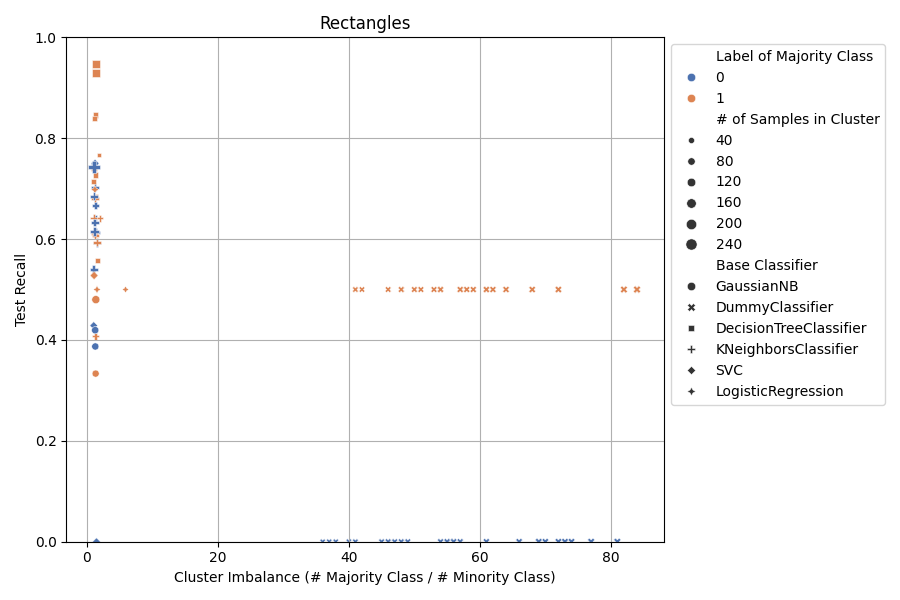 Rectangles
1.0
0.8
0.6
0.4
0.2
0.0
Test Recall
0 20 40 60 80
Cluster Imbalance (# Majority Class / # Minority Class)
Label of Majority Class
0
1
# of Samples in Cluster
40
80
120
160
200
240
Base Classifier
GaussianNB
DummyClassifier
DecisionTreeClassifier
KNeighborsClassifier
SVC
LogisticRegression